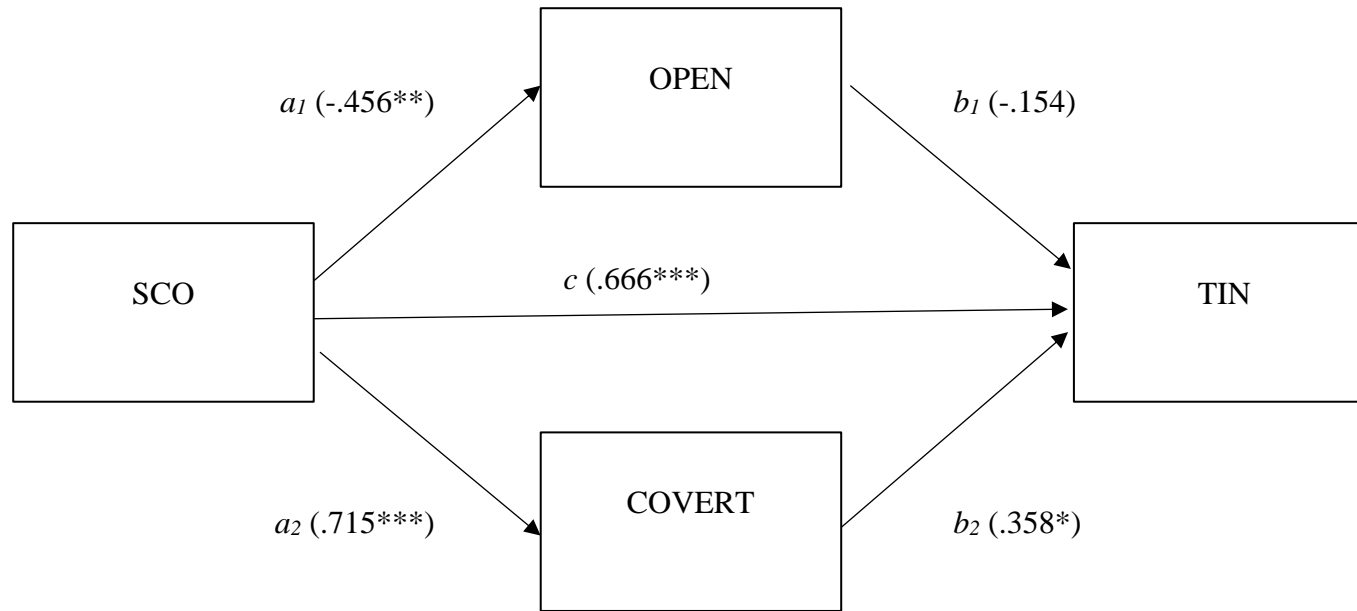 OPEN
a1 (-.456**)
b1 (-.154)
SCO
c (.666***)
TIN
COVERT
a2 (.715***)
b2 (.358*)